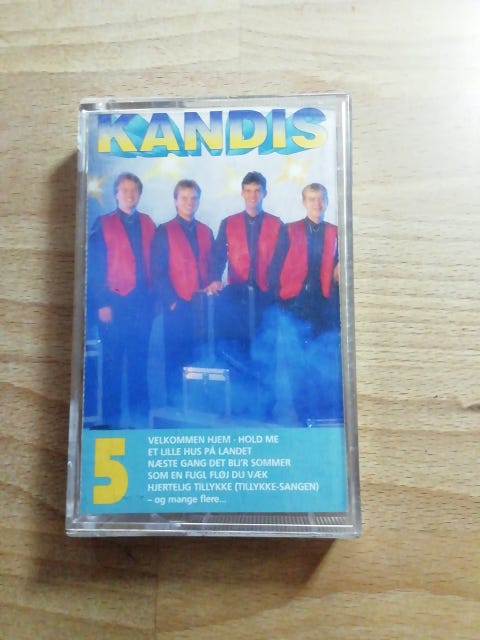 KANDIS
5
VELKOMMEN HJEM · HOLD ME
ET LILLE HUS PÅ LANDET
NÆSTE GANG DET BLI'R SOMMER
SOM EN FUGL FLØJ DU VÆK
HJERTELIG TILLYKKE (TILLYKKE-SANGEN)
– og mange flere...